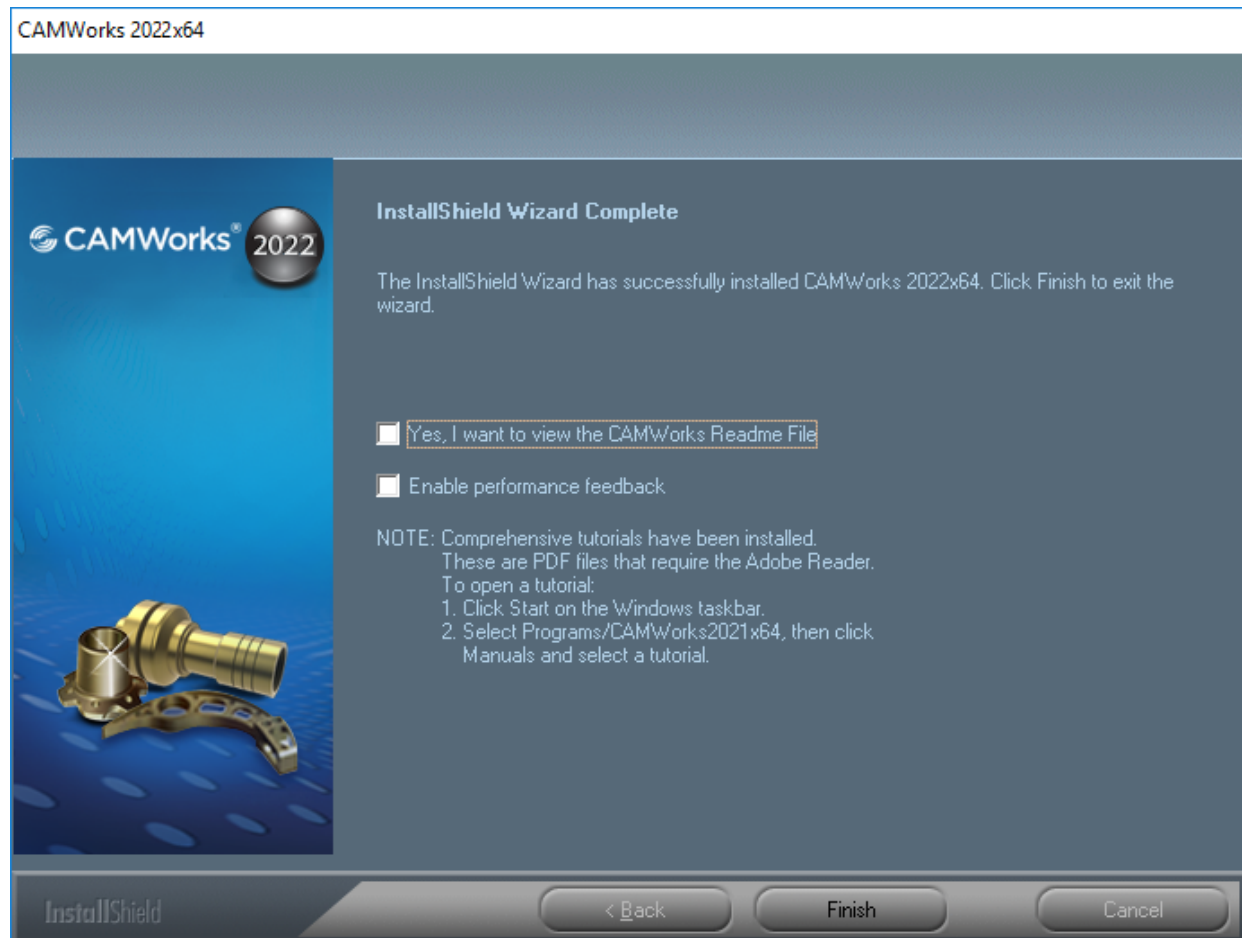 CAMWorks 2022x64
CAMWorks® 2022
InstallShield Wizard Complete
The InstallShield Wizard has successfully installed CAMWorks 2022x64. Click Finish to exit the
wizard.
Yes, I want to view the CAMWorks Readme File
Enable performance feedback
NOTE: Comprehensive tutorials have been installed.
These are PDF files that require the Adobe Reader.
To open a tutorial:
1. Click Start on the Windows taskbar.
2. Select Programs/CAMWorks2021x64, then click
Manuals and select a tutorial.
InstallShield
< Back
Finish
Cancel